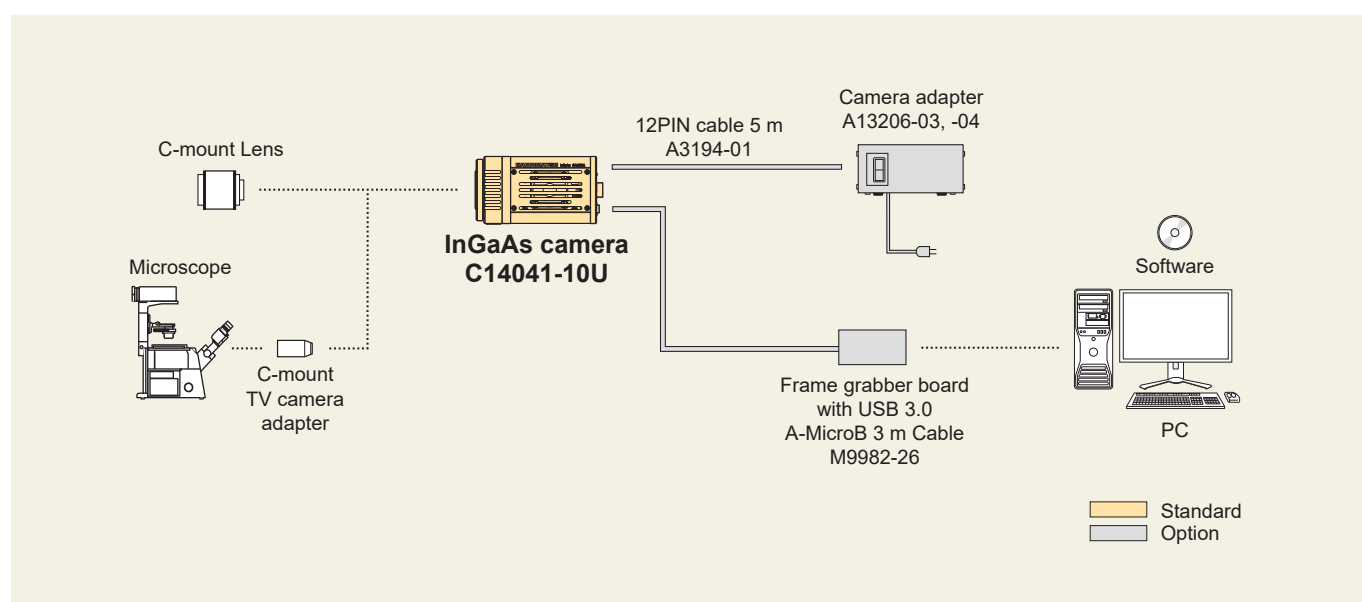 C-mount Lens
Microscope
C-mount
TV camera
adapter
InGaAs camera
C14041-10U
12PIN cable 5 m
A3194-01
Camera adapter
A13206-03, -04
Frame grabber board
with USB 3.0
A-MicroB 3 m Cable
M9982-26
Software
PC
Standard
Option